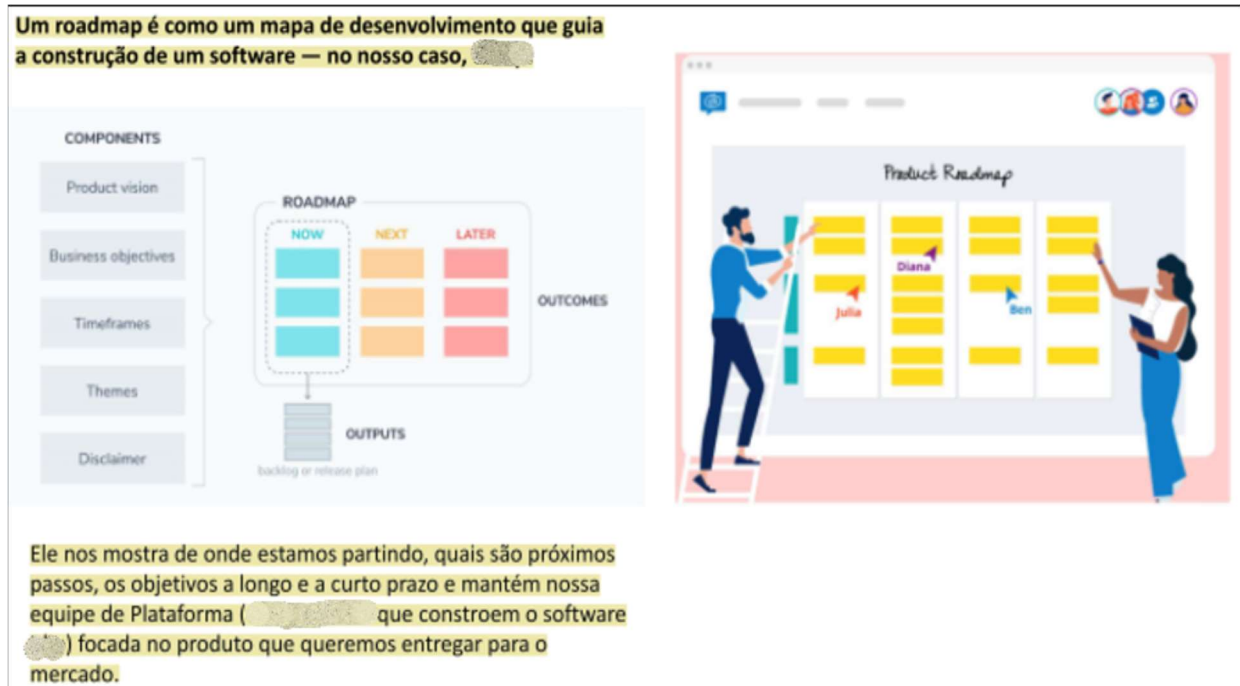 Um roadmap é como um mapa de desenvolvimento que guia
a construção de um software — no nosso caso,
COMPONENTS
Product vision
Business objectives
Timeframes
Themes
Disclaimer
ROADMAP
NOW NEXT LATER
OUTCOMES
OUTPUTS
backlog or release plan
Product Roadmap
Diana
Julia
Ben
Ele nos mostra de onde estamos partindo, quais são próximos
passos, os objetivos a longo e a curto prazo e mantém nossa
equipe de Plataforma ( que constroem o software
) focada no produto que queremos entregar para o
mercado.